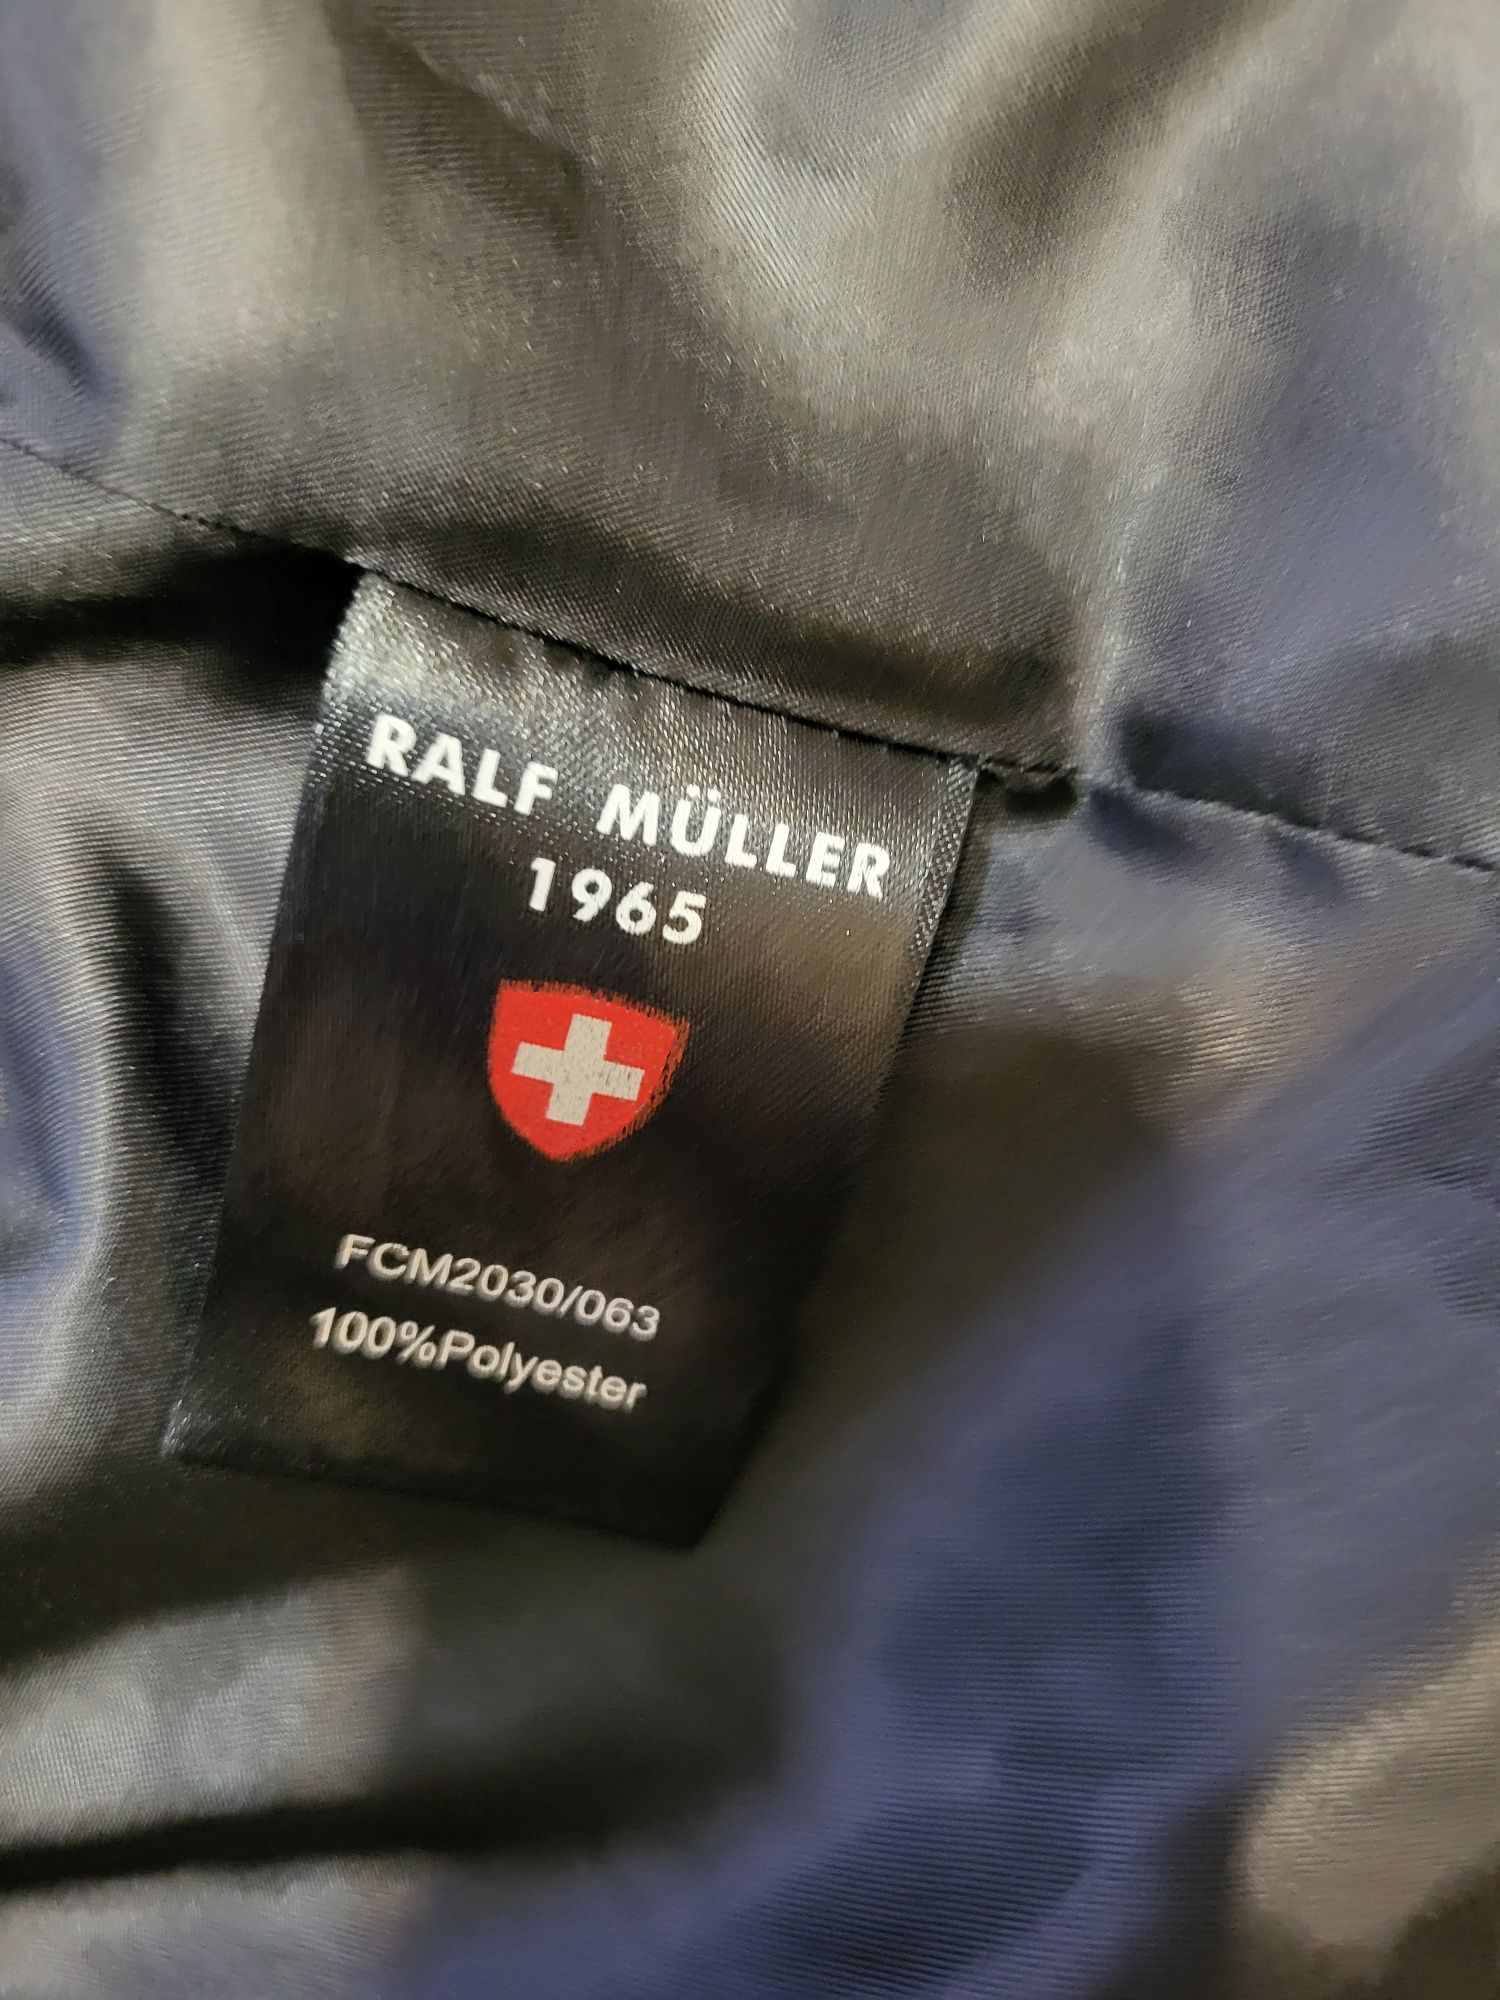 RALF MÜLLER
1965
FCM2030/063
100%Polyester